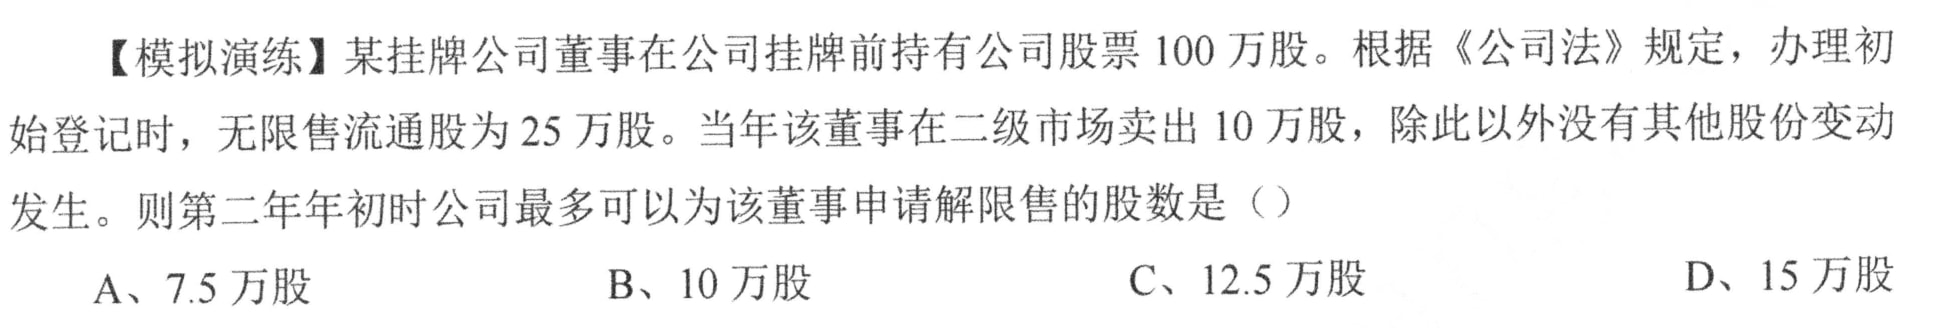 【模拟演练】某挂牌公司董事在公司挂牌前持有公司股票 100 万股。根据《公司法》规定，办理初
始登记时，无限售流通股为 25 万股。当年该董事在二级市场卖出 10 万股，除此以外没有其他股份变动
发生。则第二年年初时公司最多可以为该董事申请解限售的股数是（）
A、7.5 万股 B、10 万股 C、12.5 万股 D、15 万股